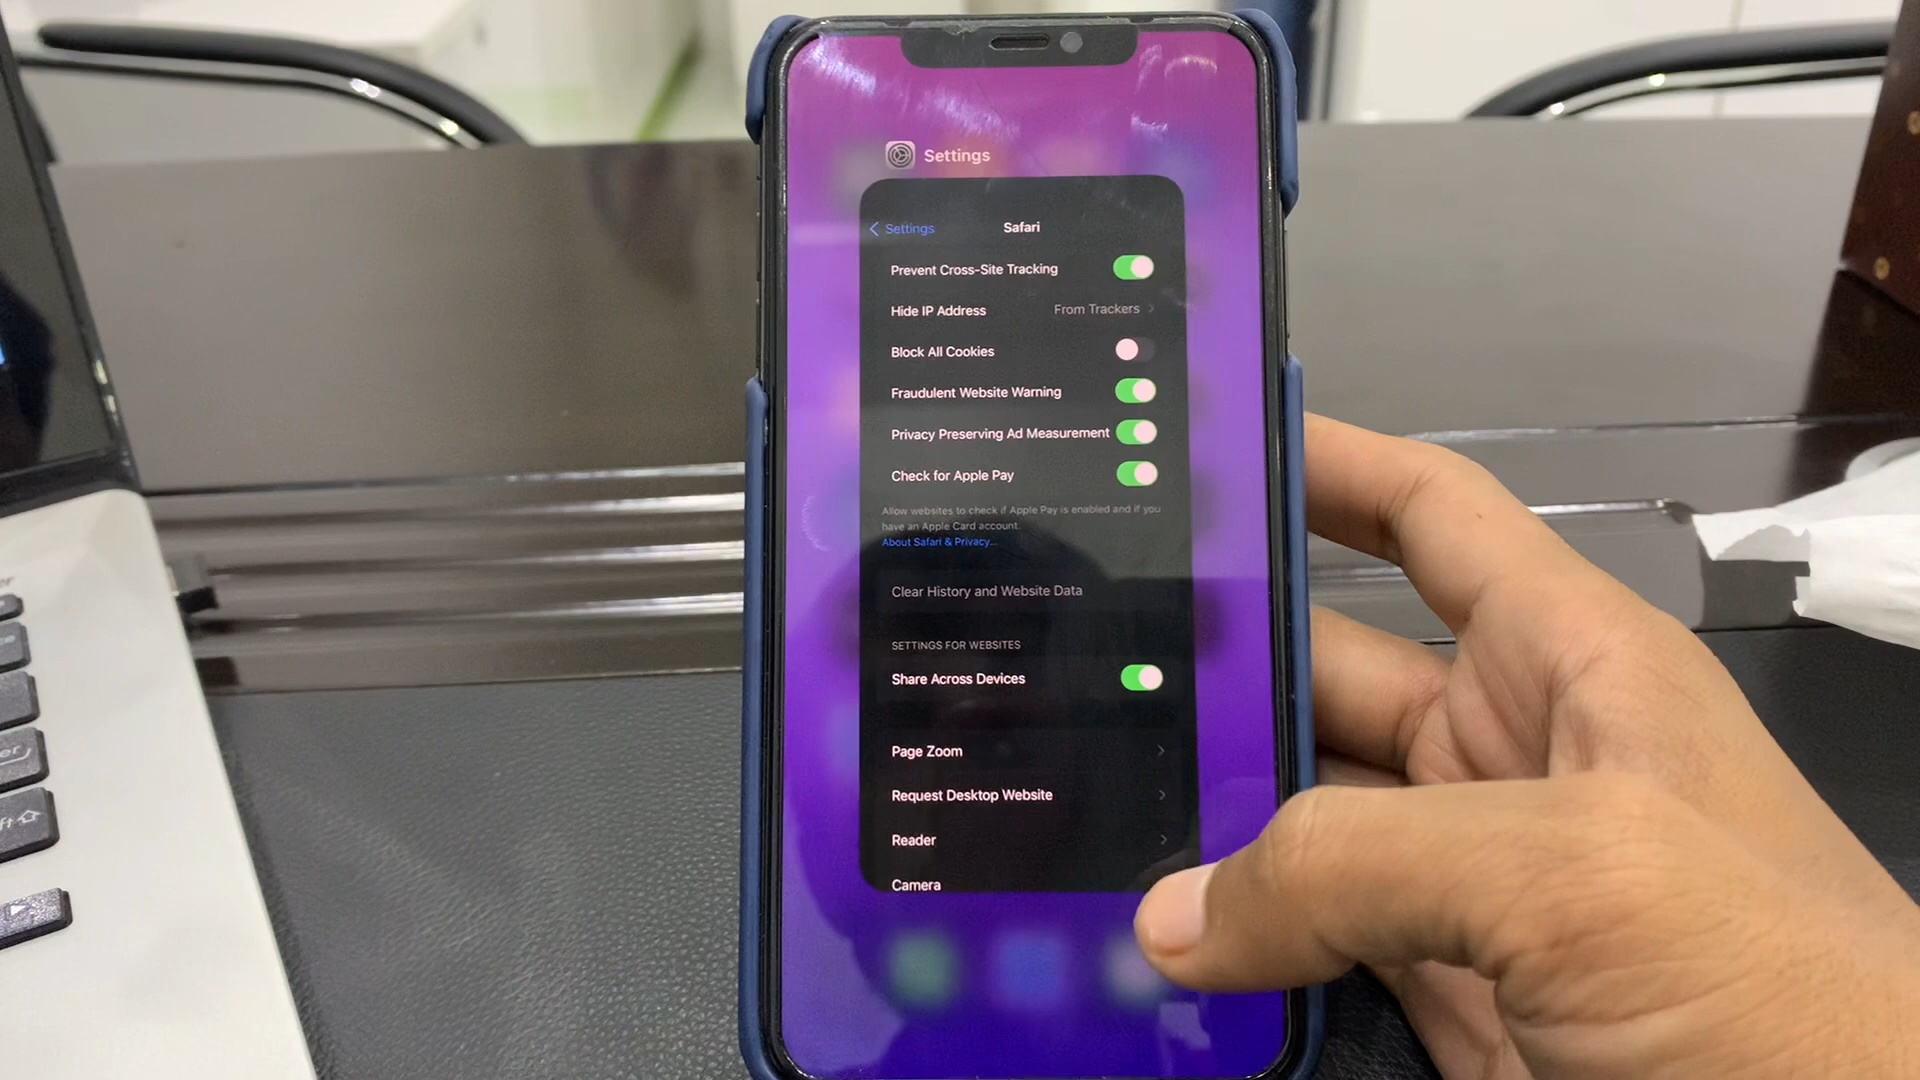 Settings
Settings
Safari
Prevent Cross-Site Tracking
Hide IP Address From Trackers
Block All Cookies
Fraudulent Website Warning
Privacy Preserving Ad Measurement
Check for Apple Pay
Allow websites to check if Apple Pay is enabled and if you
have an Apple Card account.
About Safari & Privacy...
Clear History and Website Data
SETTINGS FOR WEBSITES
Share Across Devices
Page Zoom
Request Desktop Website
Reader
Camera